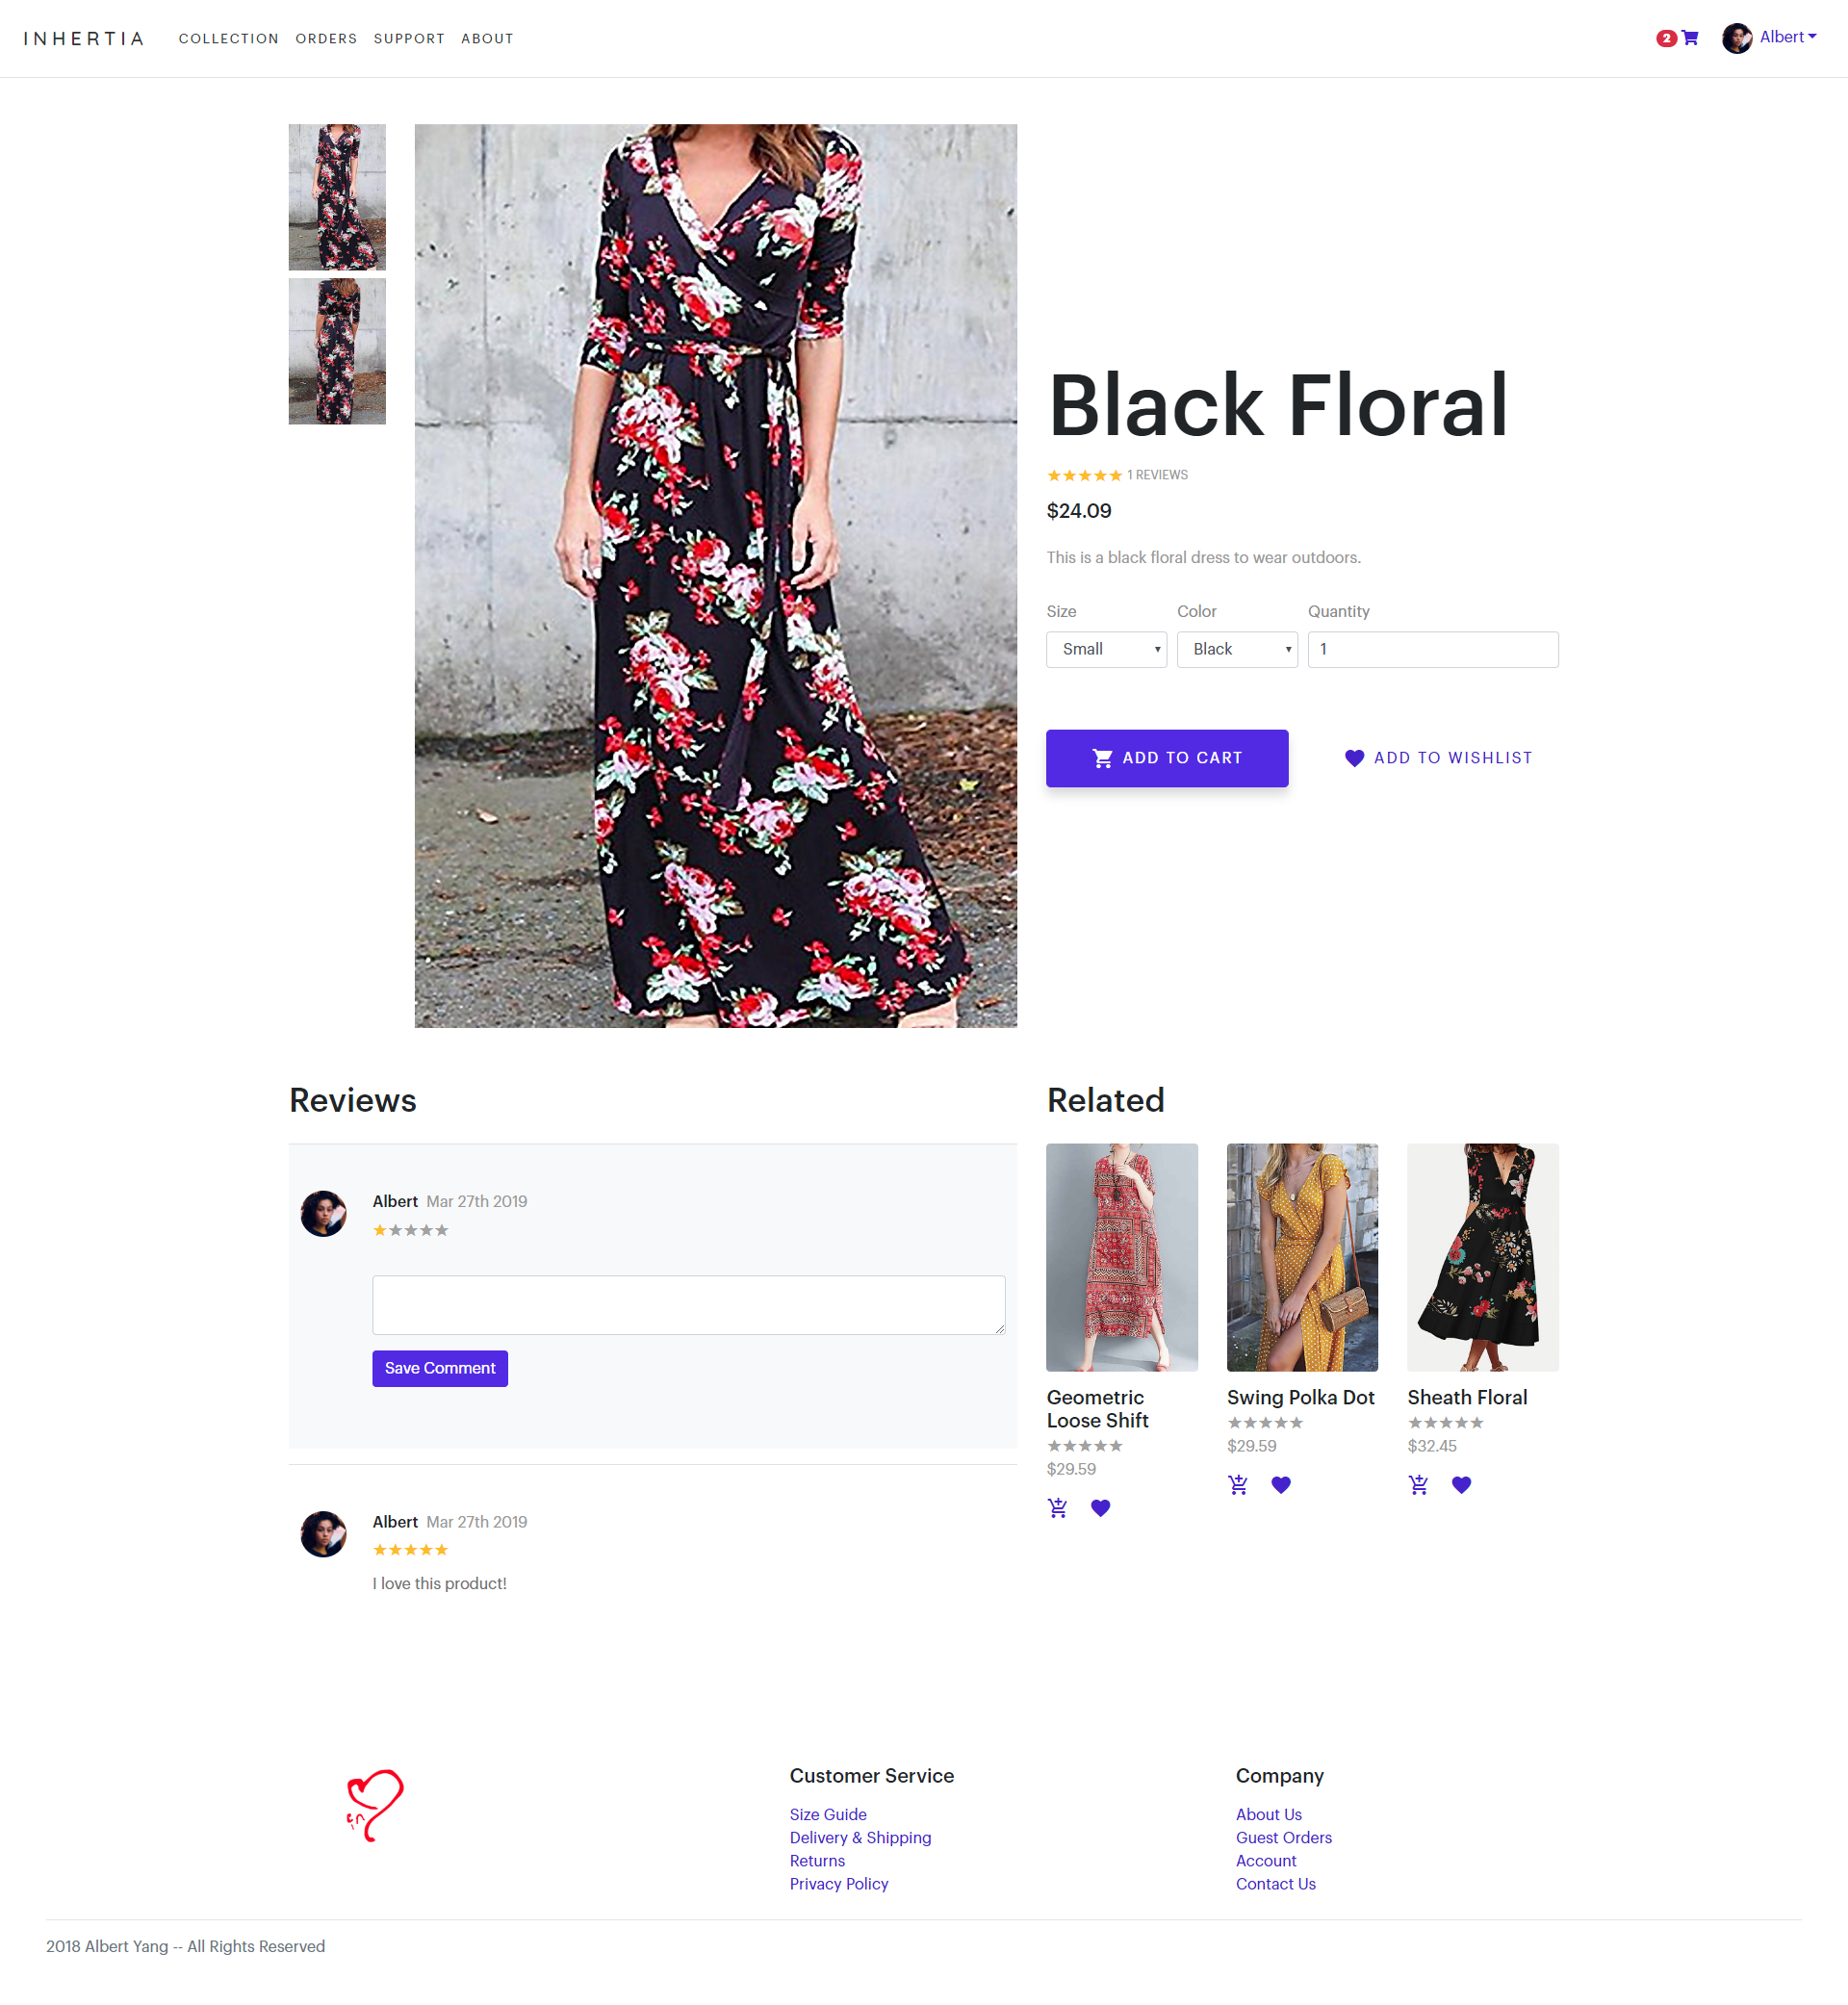 INHERTIA
COLLECTION ORDERS SUPPORT ABOUT
2
Albert
Black Floral
1 REVIEWS
$24.09
This is a black floral dress to wear outdoors.
Size Color Quantity
Small Black 1
ADD TO CART
ADD TO WISHLIST
Reviews
Albert Mar 27th 2019
Save Comment
Albert Mar 27th 2019
I love this product!
Related
Geometric
Loose Shift
$29.59
Swing Polka Dot
$29.59
Sheath Floral
$32.45
in
Customer Service
Size Guide
Delivery & Shipping
Returns
Privacy Policy
Company
About Us
Guest Orders
Account
Contact Us
2018 Albert Yang -- All Rights Reserved